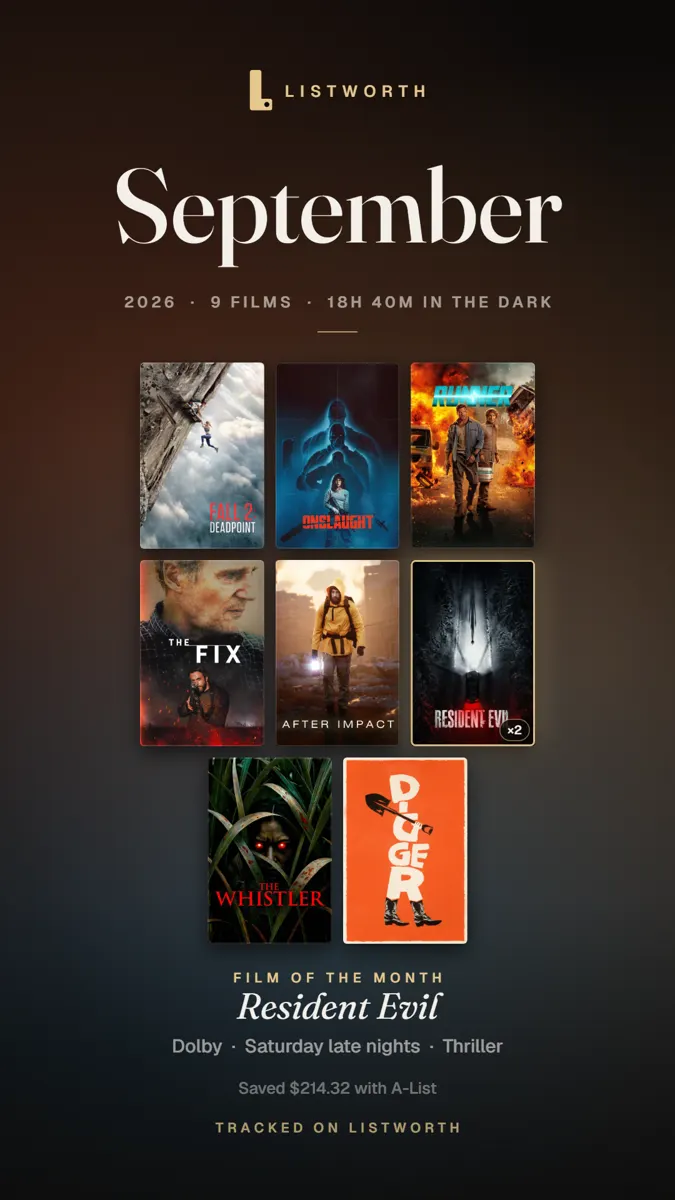 LISTWORTH
September
2026 · 9 FILMS · 18H 40M IN THE DARK
FALL 2
DEADPOINT
ONSLAUGHT
RUNNER
THE
FIX
AFTER IMPACT
RESIDENT EVIL
×2
THE
WHISTLER
DIGGER
FILM OF THE MONTH
Resident Evil
Dolby · Saturday late nights · Thriller
Saved $214.32 with A-List
TRACKED ON LISTWORTH